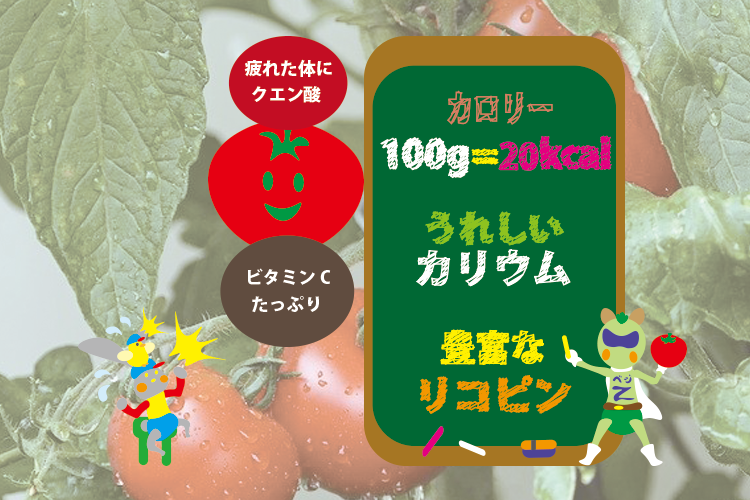 疲れた体に
クエン酸
ビタミンC
たっぷり
カロリー
100g=20kcal
うれしい
カリウム
豊富な
リコピン
ベジ
Z